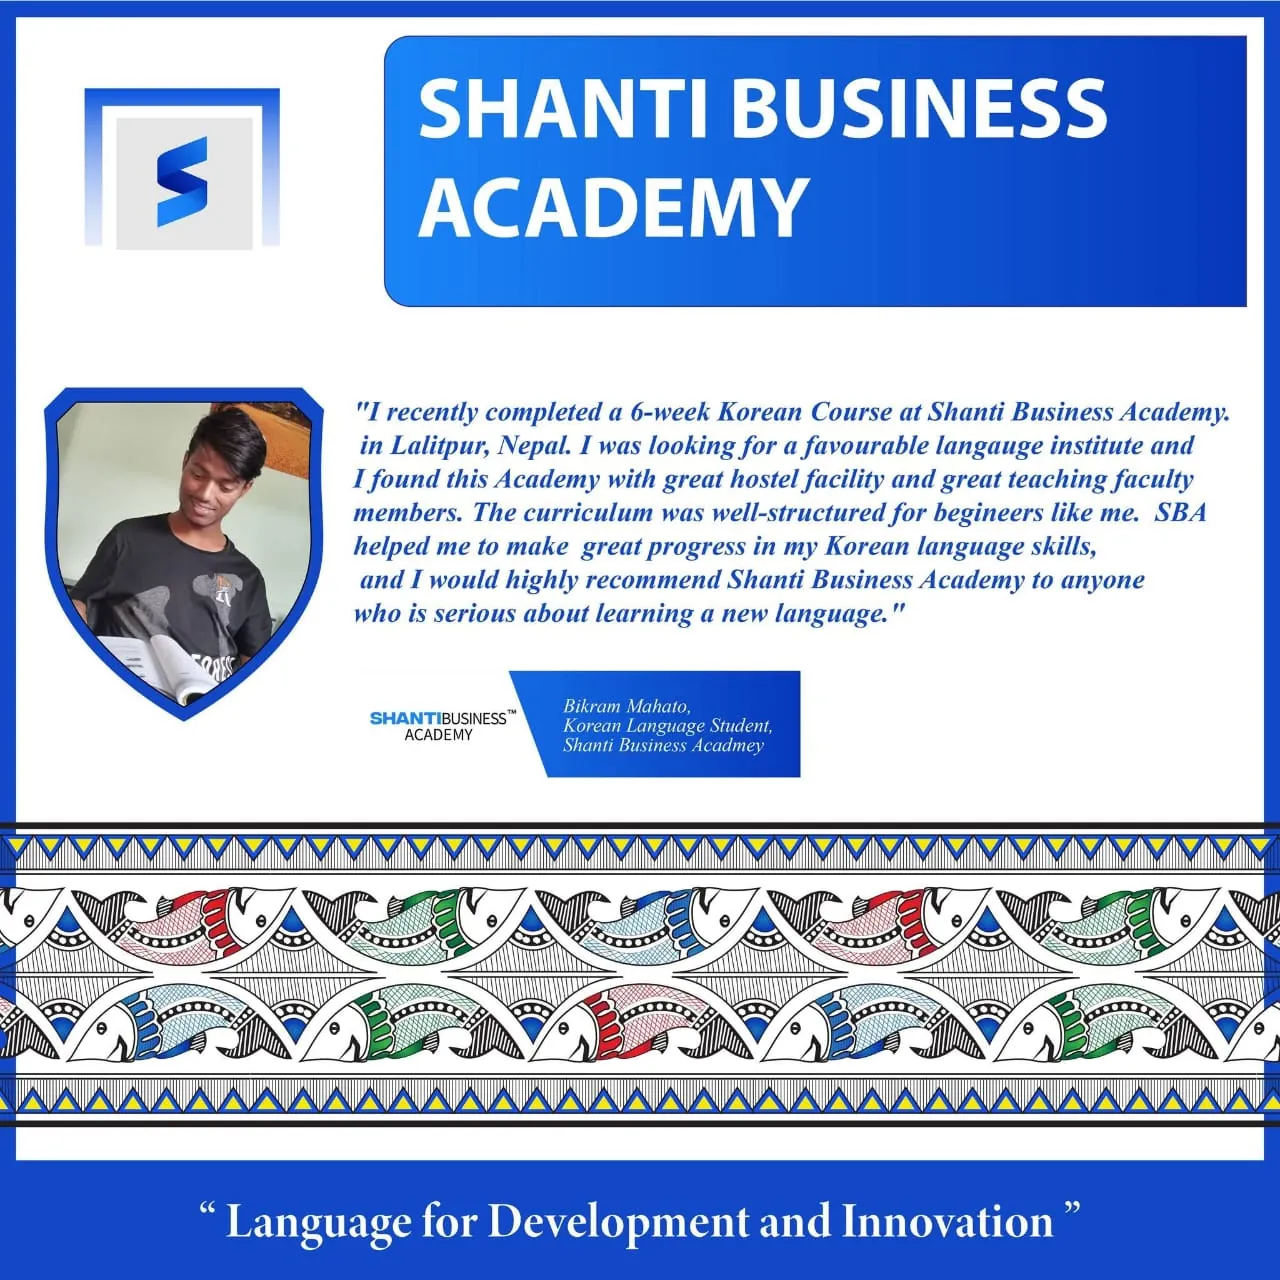 SHANTI BUSINESS
ACADEMY
"I recently completed a 6-week Korean Course at Shanti Business Academy.
in Lalitpur, Nepal. I was looking for a favourable langauge institute and
I found this Academy with great hostel facility and great teaching faculty
members. The curriculum was well-structured for begineers like me. SBA
helped me to make great progress in my Korean language skills,
and I would highly recommend Shanti Business Academy to anyone
who is serious about learning a new language."
SHANTIBUSINESS™
ACADEMY
Bikram Mahato,
Korean Language Student,
Shanti Business Acadmey
“ Language for Development and Innovation ”